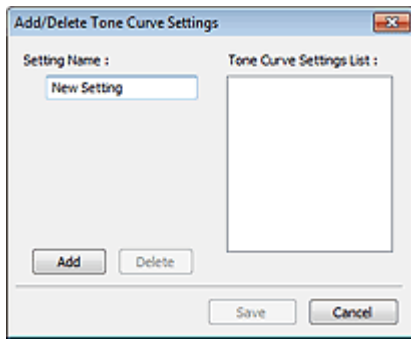 Add/Delete Tone Curve Settings
Setting Name :
Tone Curve Settings List :
New Setting
Add
Delete
Save
Cancel